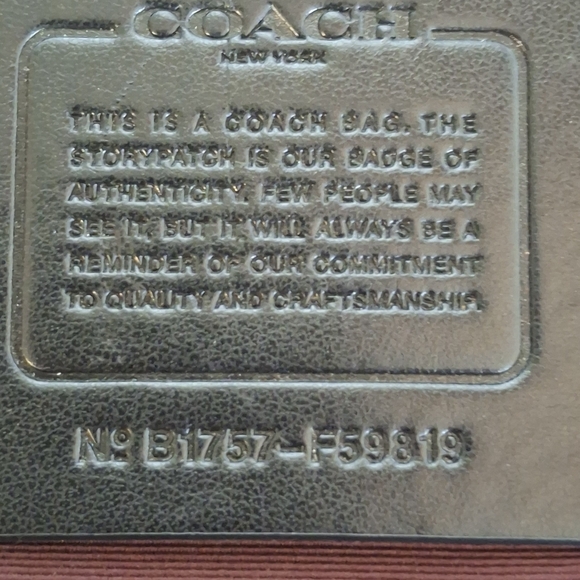 COACH
NEW YORK
THIS IS A COACH BAG. THE
STORYPATCH IS OUR BADGE OF
AUTHENTICITY. FEW PEOPLE MAY
SEE IT, BUT IT WILL ALWAYS BE A
REMINDER OF OUR COMMITMENT
TO QUALITY AND CRAFTSMANSHIP.
Nº B1757-F59819